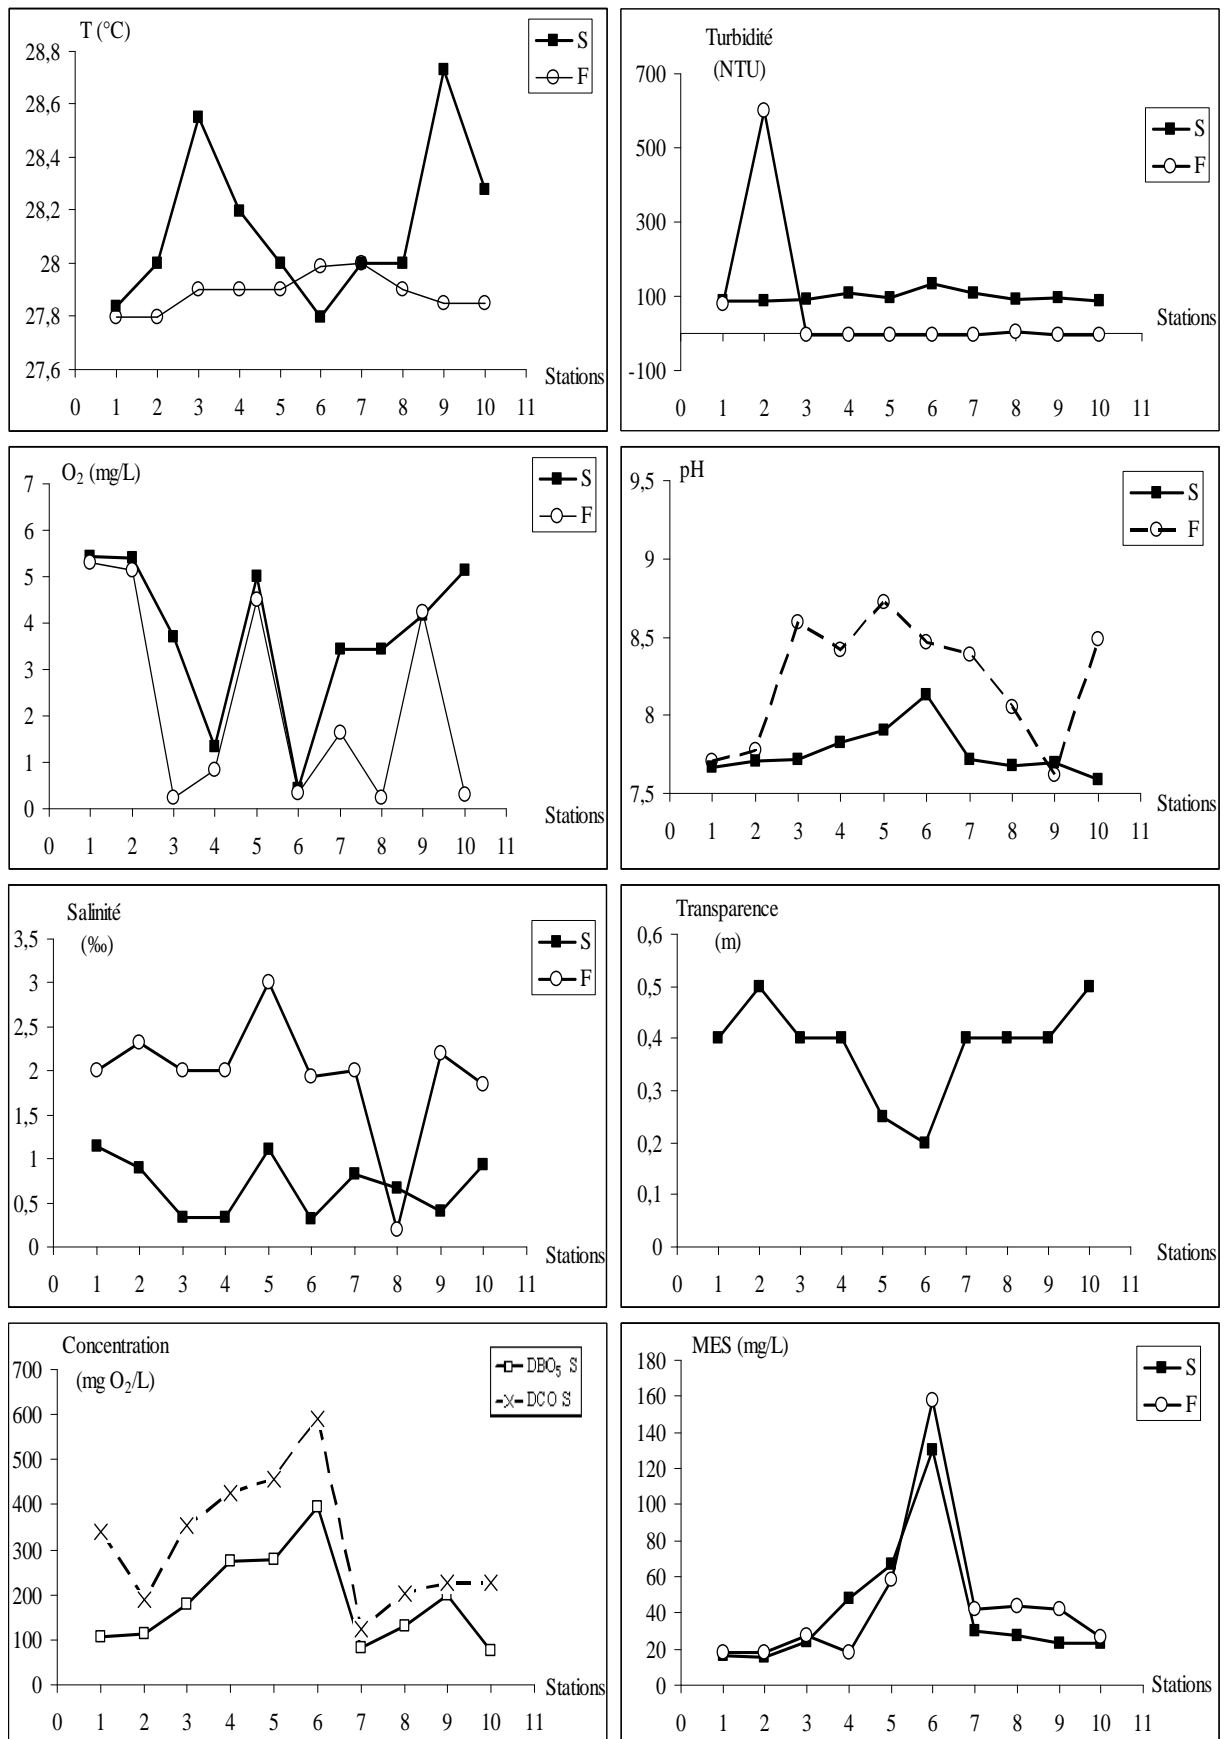 T (°C)
S
F
28,8
28,6
28,4
28,2
28
27,8
27,6
Stations
0 1 2 3 4 5 6 7 8 9 10 11
Turbidité
(NTU)
S
F
700
500
300
100
-100
Stations
0 1 2 3 4 5 6 7 8 9 10 11
O₂ (mg/L)
S
F
7
6
5
4
3
2
1
0
Stations
0 1 2 3 4 5 6 7 8 9 10 11
pH
S
F
9,5
9
8,5
8
7,5
Stations
0 1 2 3 4 5 6 7 8 9 10 11
Salinité
(‰)
S
F
3,5
3
2,5
2
1,5
1
0,5
0
Stations
0 1 2 3 4 5 6 7 8 9 10 11
Transparence
(m)
0,6
0,5
0,4
0,3
0,2
0,1
0
Stations
0 1 2 3 4 5 6 7 8 9 10 11
Concentration
(mg O₂/L)
DBO₅ S
DCO S
700
600
500
400
300
200
100
0
Stations
0 1 2 3 4 5 6 7 8 9 10 11
MES (mg/L)
S
F
180
160
140
120
100
80
60
40
20
0
Stations
0 1 2 3 4 5 6 7 8 9 10 11